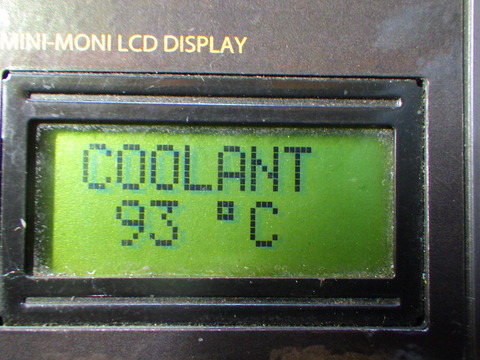 MINI-MONI LCD DISPLAY
COOLANT
93 °C